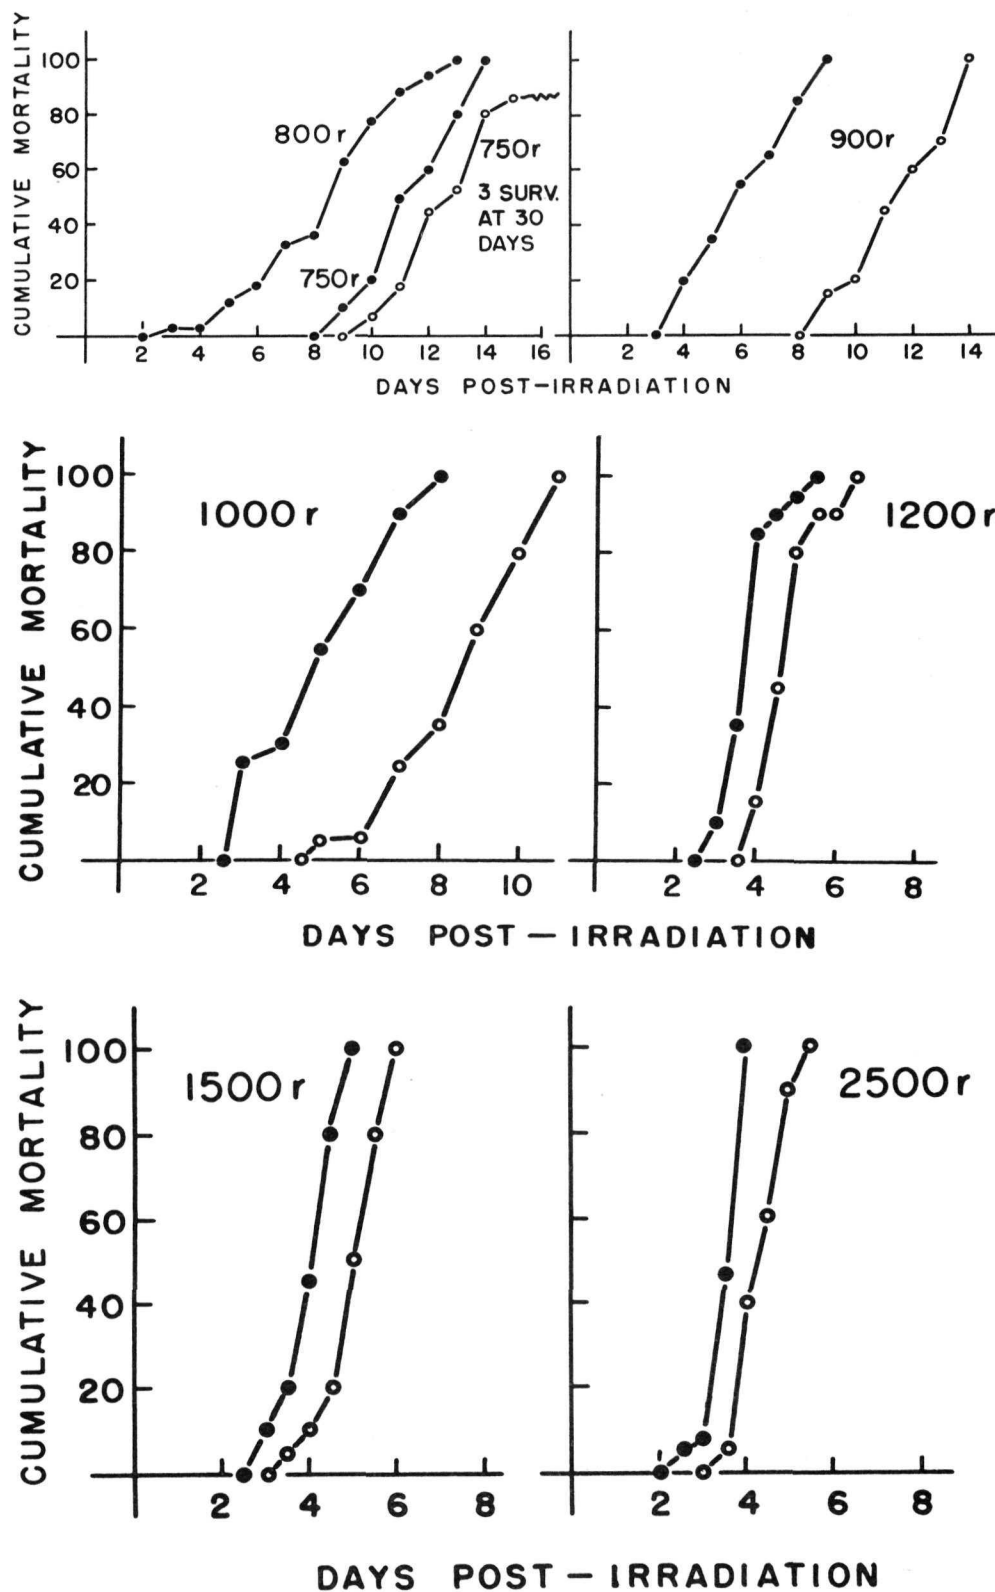 CUMULATIVE MORTALITY
100
80
60
40
20
800r
750r
750r
3 SURV.
AT 30
DAYS
900r
2 4 6 8 10 12 14 16
2 4 6 8 10 12 14
DAYS POST-IRRADIATION
CUMULATIVE MORTALITY
100
80
60
40
20
1000r
1200r
2 4 6 8 10
2 4 6 8
DAYS POST-IRRADIATION
CUMULATIVE MORTALITY
100
80
60
40
20
1500r
2500r
2 4 6 8
2 4 6 8
DAYS POST-IRRADIATION